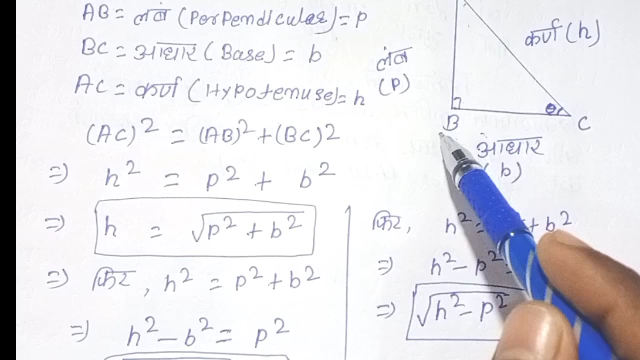 AB = लंब (Perpendicular) = p
BC = आधार (Base) = b
AC = कर्ण (Hypotenuse) = h
(AC)² = (AB)² + (BC)²
⇒ h² = p² + b²
⇒ h = √p² + b²
⇒ फिर, h² = p² + b²
⇒ h² - b² = p²
कर्ण (h)
लंब
(p)
B
θ
C
आधार
b)
फिर, h² = + b²
⇒ h² - p²
⇒ √h² - p²